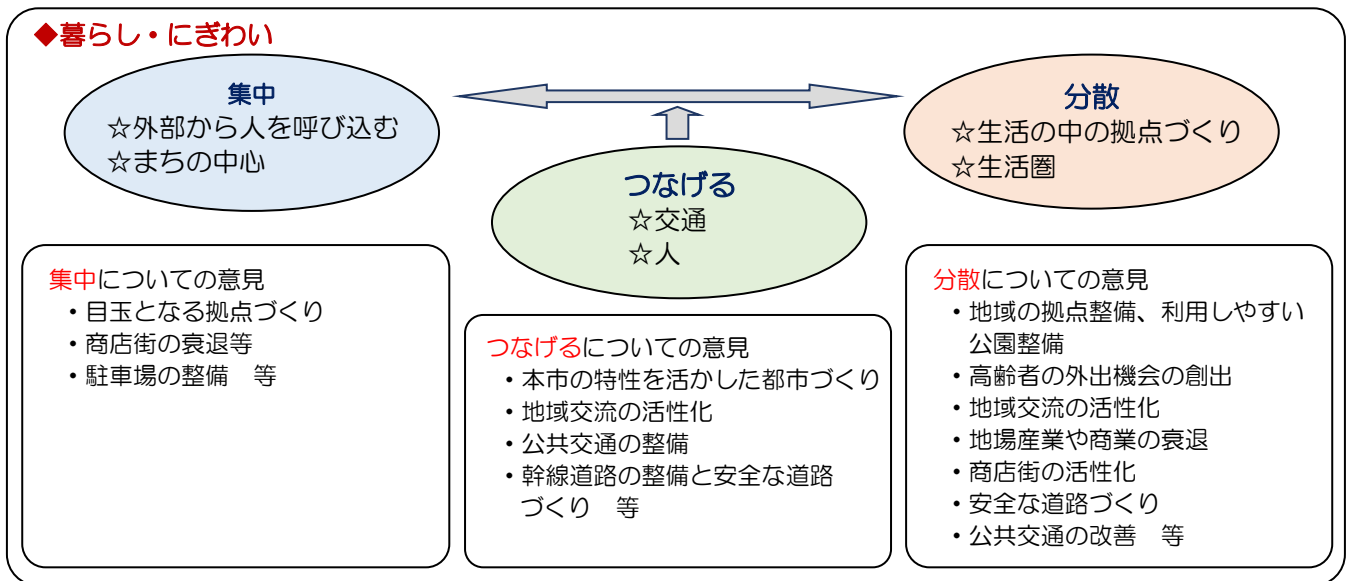 ◆暮らし・にぎわい
集中
☆外部から人を呼び込む
☆まちの中心
つなげる
☆交通
☆人
分散
☆生活の中の拠点づくり
☆生活圏
集中についての意見
・目玉となる拠点づくり
・商店街の衰退等
・駐車場の整備　等
つなげるについての意見
・本市の特性を活かした都市づくり
・地域交流の活性化
・公共交通の整備
・幹線道路の整備と安全な道路
づくり　等
分散についての意見
・地域の拠点整備、利用しやすい
公園整備
・高齢者の外出機会の創出
・地域交流の活性化
・地場産業や商業の衰退
・商店街の活性化
・安全な道路づくり
・公共交通の改善　等